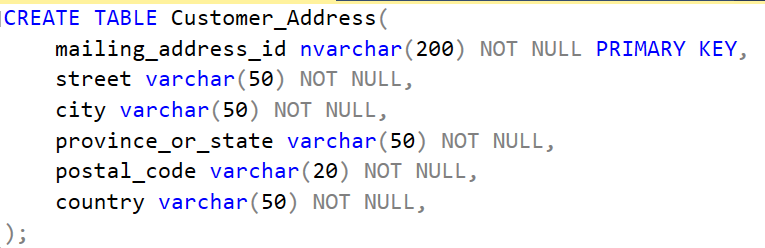 CREATE TABLE Customer_Address(
mailing_address_id nvarchar(200) NOT NULL PRIMARY KEY,
street varchar(50) NOT NULL,
city varchar(50) NOT NULL,
province_or_state varchar(50) NOT NULL,
postal_code varchar(20) NOT NULL,
country varchar(50) NOT NULL,
);